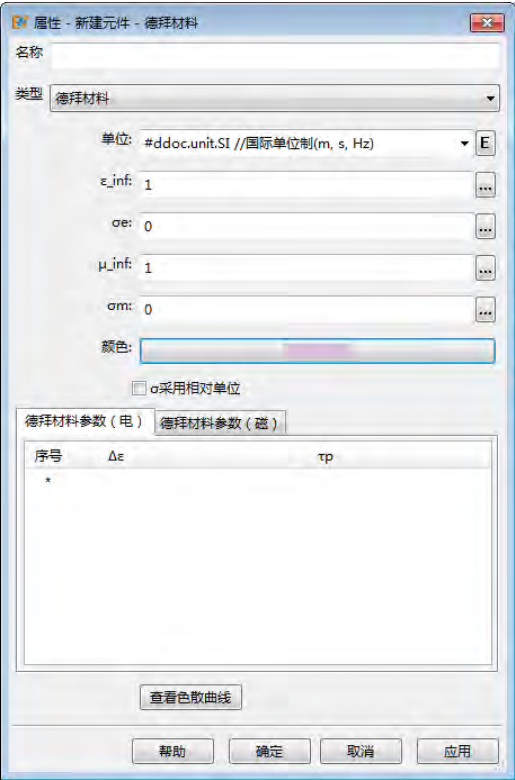 属性 - 新建元件 - 德拜材料
名称
类型 德拜材料
单位: #ddoc.unit.SI //国际单位制(m, s, Hz) E
ε_inf: 1 ...
σe: 0 ...
μ_inf: 1 ...
σm: 0 ...
颜色:
σ采用相对单位
德拜材料参数（电） 德拜材料参数（磁）
序号 Δε τp
*
查看色散曲线
帮助 确定 取消 应用